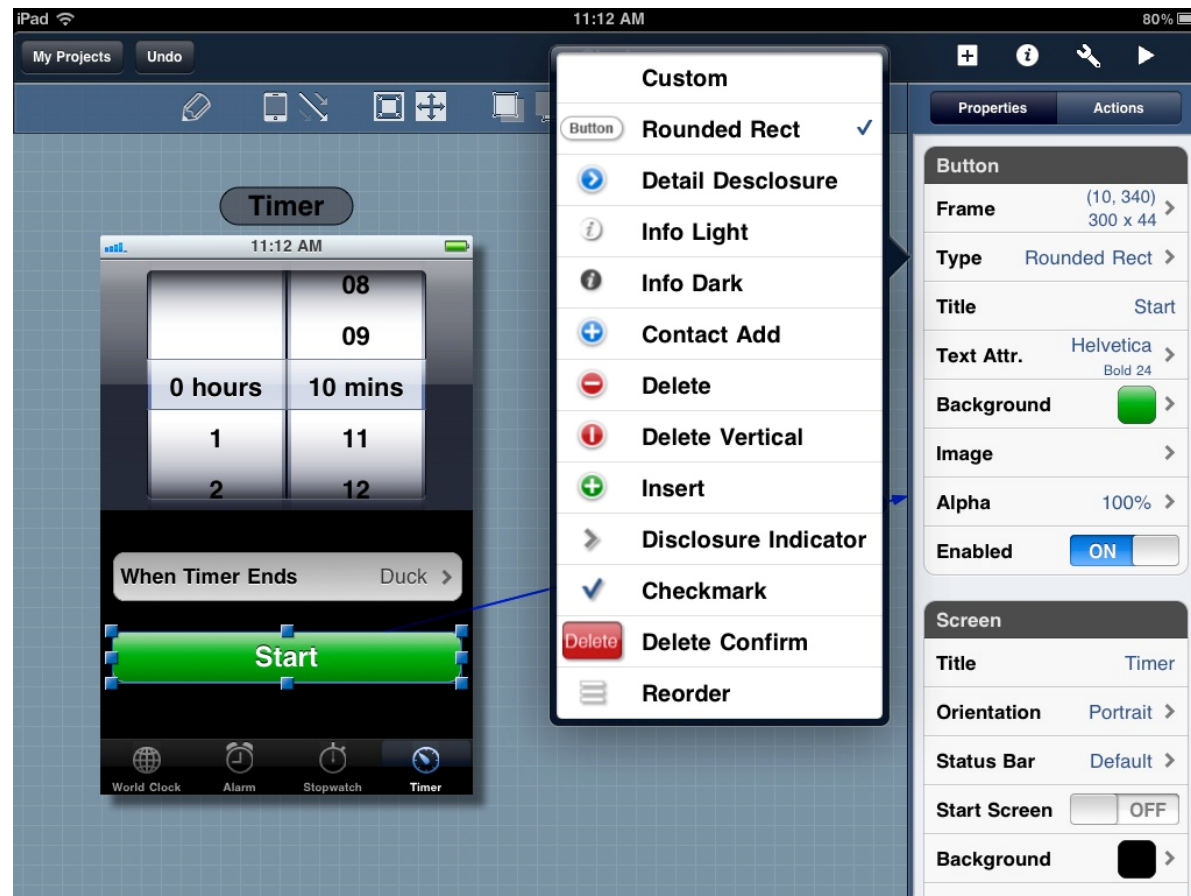 iPad
11:12 AM
80%
My Projects
Undo
Properties
Actions
Timer
11:12 AM
08
09
0 hours 10 mins
1 11
2 12
When Timer Ends Duck
Start
World Clock
Alarm
Stopwatch
Timer
Custom
Button Rounded Rect
Detail Desclosure
Info Light
Info Dark
Contact Add
Delete
Delete Vertical
Insert
Disclosure Indicator
Checkmark
Delete Delete Confirm
Reorder
Button
Frame (10, 340)
300 x 44
Type Rounded Rect
Title Start
Text Attr. Helvetica
Bold 24
Background
Image
Alpha 100%
Enabled ON
Screen
Title Timer
Orientation Portrait
Status Bar Default
Start Screen OFF
Background